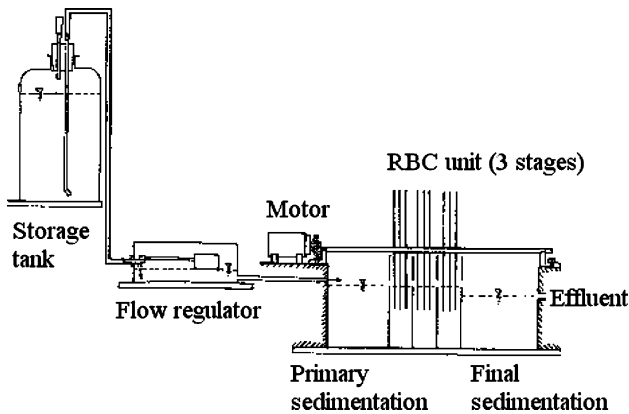 RBC unit (3 stages)
Motor
Storage
tank
Flow regulator
Effluent
Primary
sedimentation
Final
sedimentation